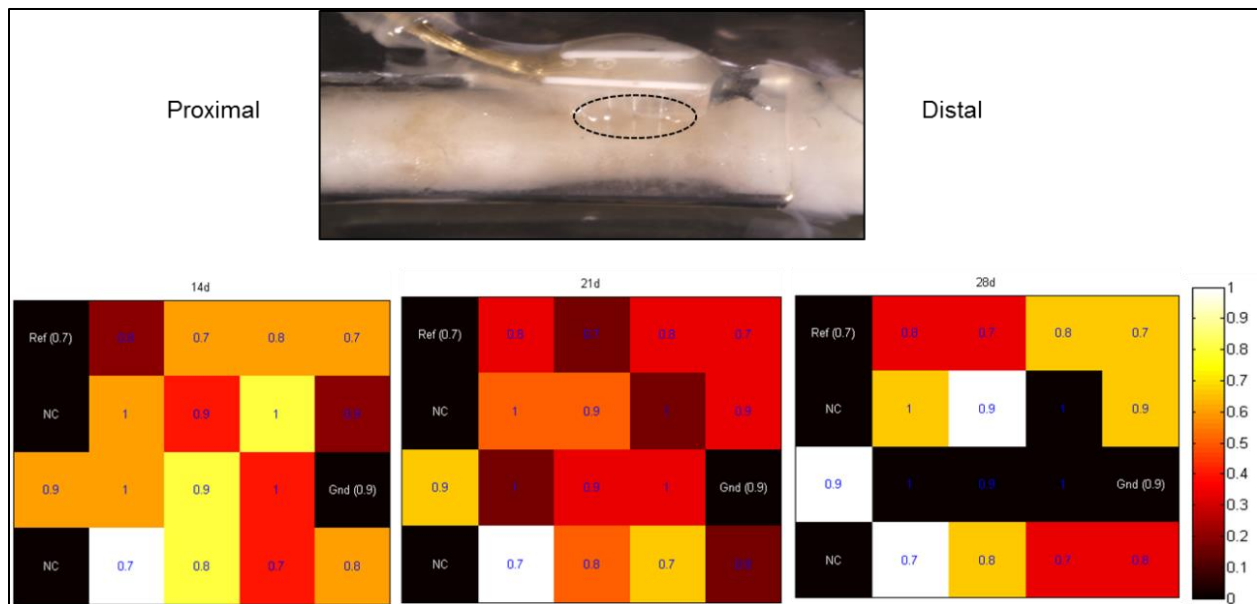 Proximal
Distal
14d
Ref (0.7) 0.8 0.7 0.8 0.7
NC 1 0.9 1 0.9
0.9 1 0.9 1 Gnd (0.9)
NC 0.7 0.8 0.7 0.8
21d
Ref (0.7) 0.8 0.7 0.8 0.7
NC 1 0.9 1 0.9
0.9 1 0.9 1 Gnd (0.9)
NC 0.7 0.8 0.7 0.8
28d
Ref (0.7) 0.8 0.7 0.8 0.7
NC 1 0.9 1 0.9
0.9 1 0.9 1 Gnd (0.9)
NC 0.7 0.8 0.7 0.8
1
0.9
0.8
0.7
0.6
0.5
0.4
0.3
0.2
0.1
0